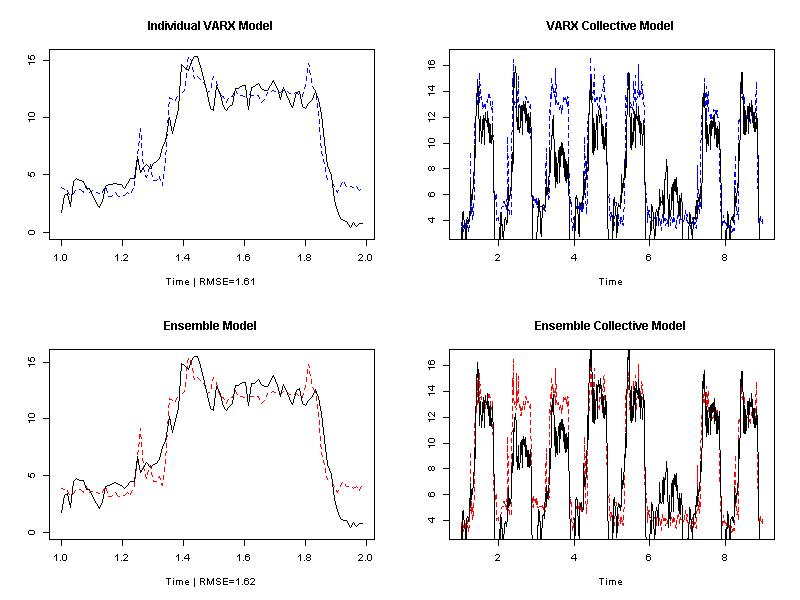 Individual VARX Model
15
10
5
0
1.0 1.2 1.4 1.6 1.8 2.0
Time | RMSE=1.61
VARX Collective Model
16
14
12
10
8
6
4
2 4 6 8
Time
Ensemble Model
15
10
5
0
1.0 1.2 1.4 1.6 1.8 2.0
Time | RMSE=1.62
Ensemble Collective Model
16
14
12
10
8
6
4
2 4 6 8
Time